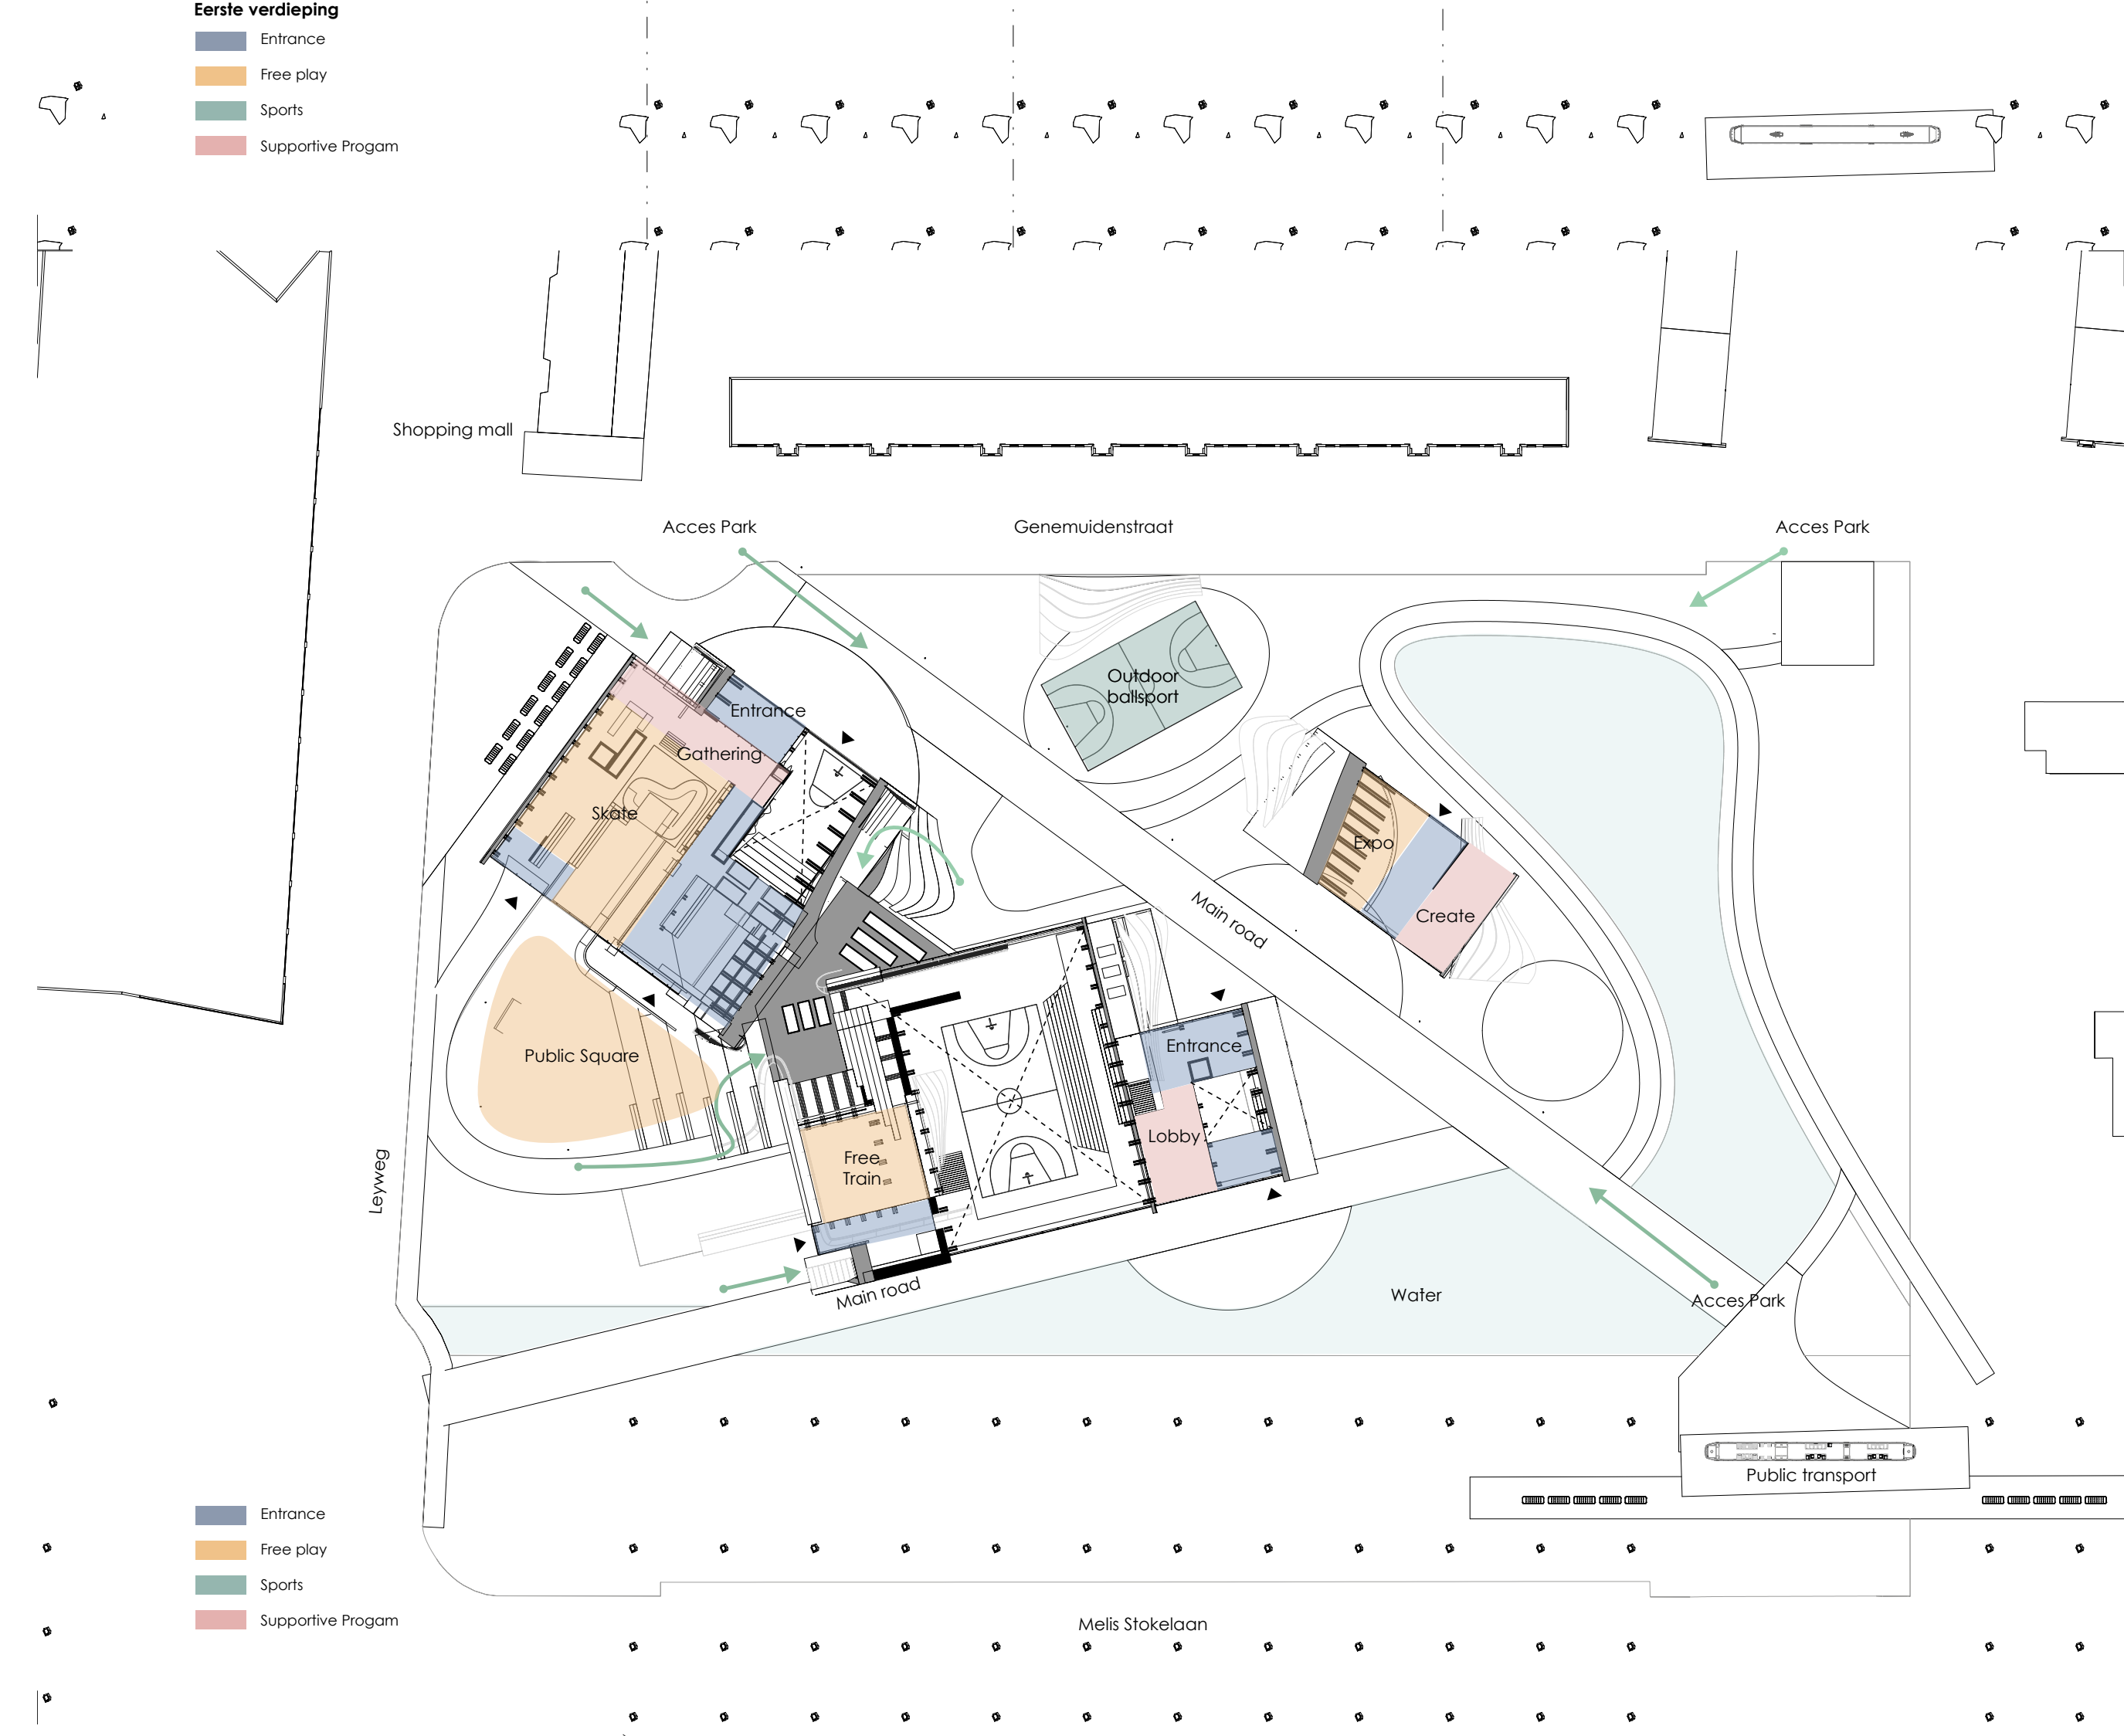 Eerste verdieping
Entrance
Free play
Sports
Supportive Progam
Shopping mall
Acces Park
Genemuidenstraat
Acces Park
Outdoor
ballsport
Entrance
Gathering
Skate
Expo
Create
Main road
Public Square
Entrance
Lobby
Free
Train
Leyweg
Main road
Water
Acces Park
Public transport
Entrance
Free play
Sports
Supportive Progam
Melis Stokelaan